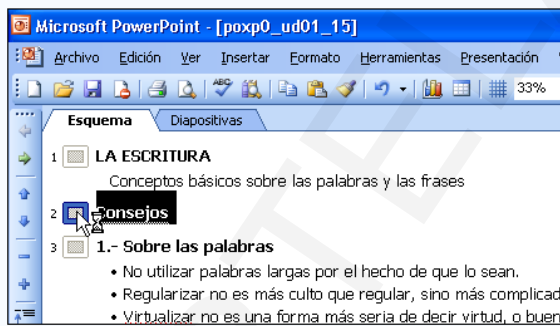 Microsoft PowerPoint - [poxp0_ud01_15]
Archivo Edición Ver Insertar Formato Herramientas Presentación
33%
Esquema Diapositivas
1 LA ESCRITURA
Conceptos básicos sobre las palabras y las frases
2 Consejos
3 1.- Sobre las palabras
• No utilizar palabras largas por el hecho de que lo sean.
• Regularizar no es más culto que regular, sino más complicad
• Virtualizar no es una forma más seria de decir virtud, o buen